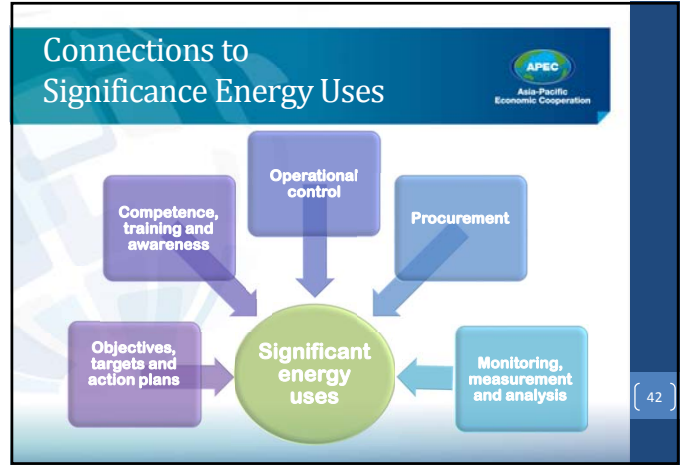 Connections to
Significance Energy Uses
APEC
Asia-Pacific
Economic Cooperation
Operational
control
Competence,
training and
awareness
Procurement
Objectives,
targets and
action plans
Significant
energy
uses
Monitoring,
measurement
and analysis
42